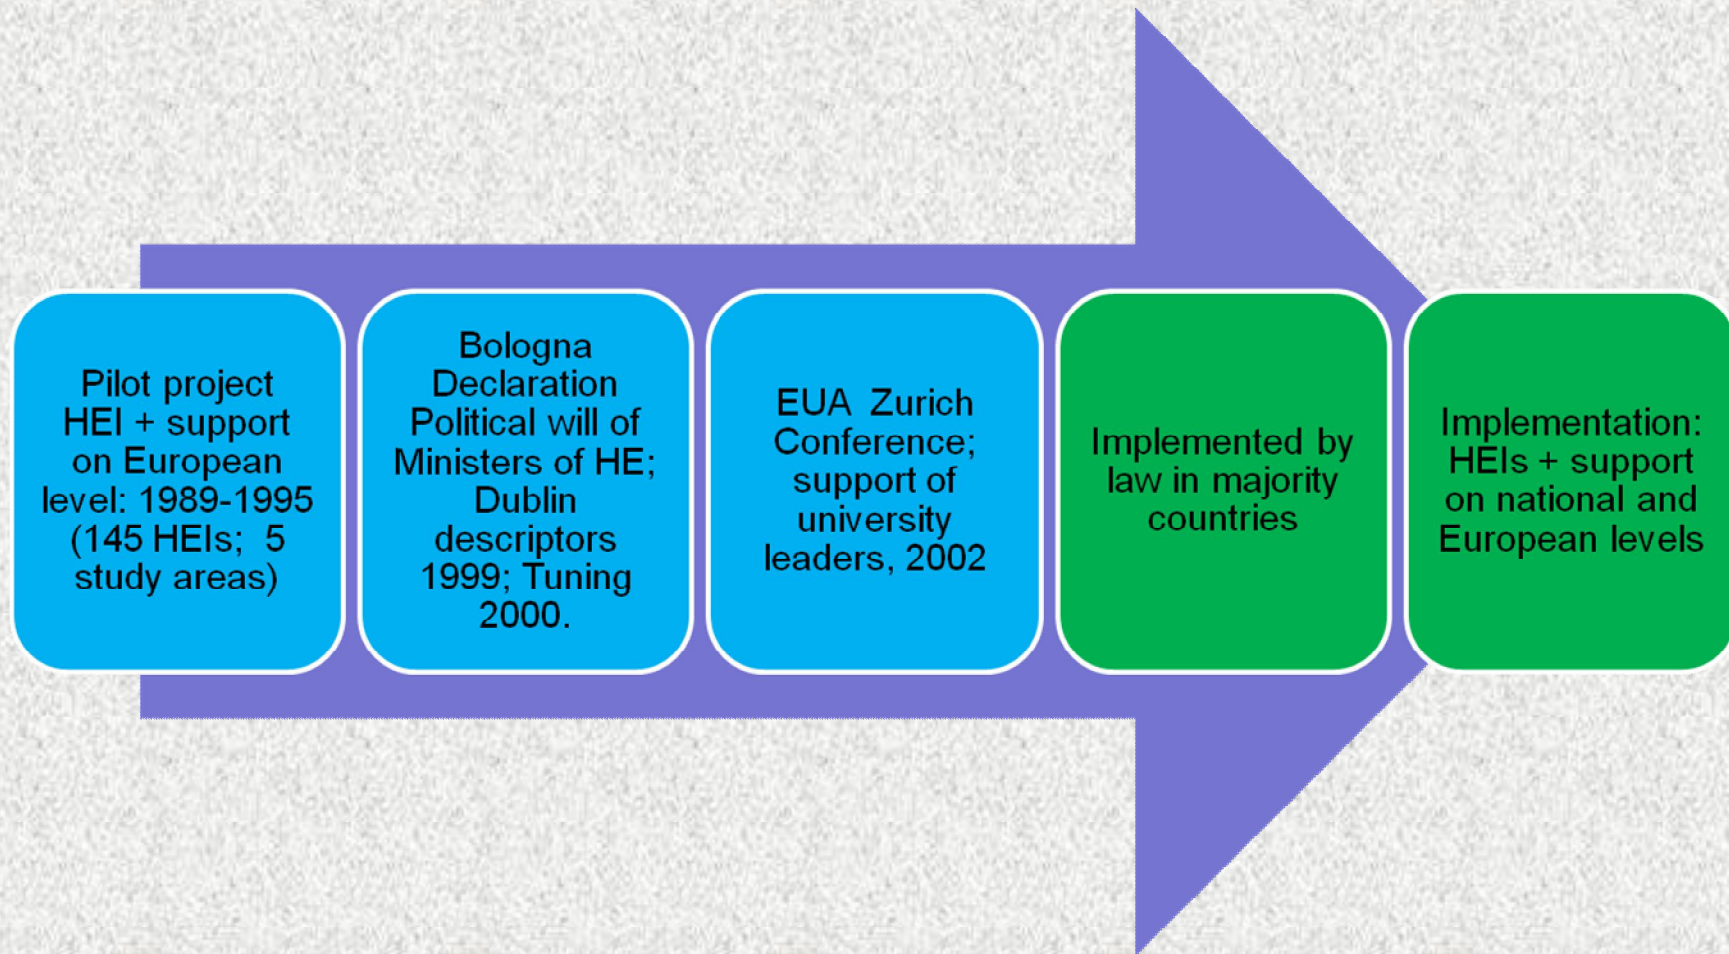 Pilot project
HEI + support
on European
level: 1989-1995
(145 HEIs;  5
study areas)
Bologna
Declaration
Political will of
Ministers of HE;
Dublin
descriptors
1999; Tuning
2000.
EUA  Zurich
Conference;
support of
university
leaders, 2002
Implemented by
law in majority
countries
Implementation:
HEIs + support
on national and
European levels